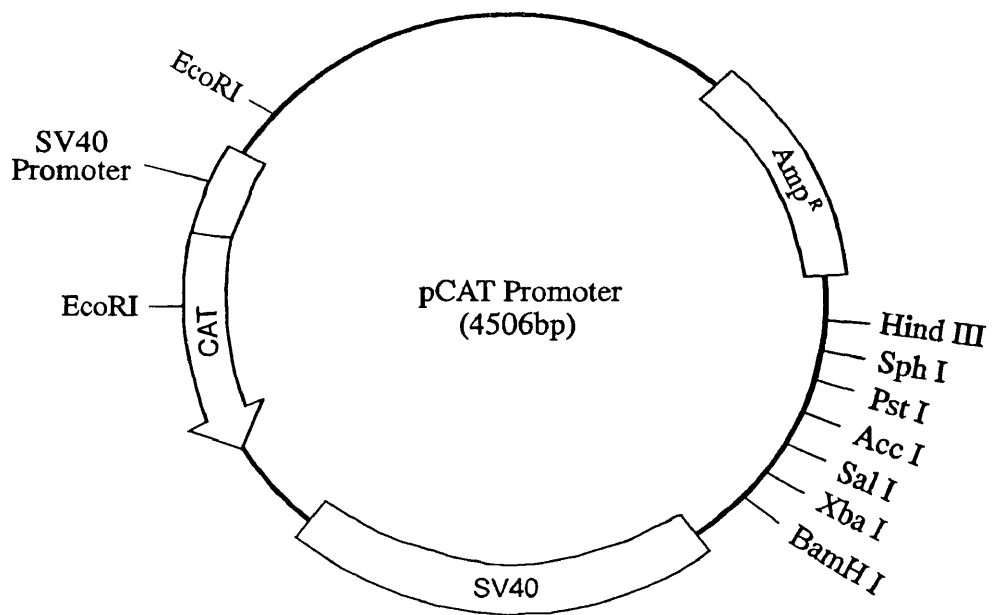 EcoRI
SV40
Promoter
EcoRI
CAT
Amp^R
pCAT Promoter
(4506bp)
Hind III
Sph I
Pst I
Acc I
Sal I
Xba I
BamH I
SV40